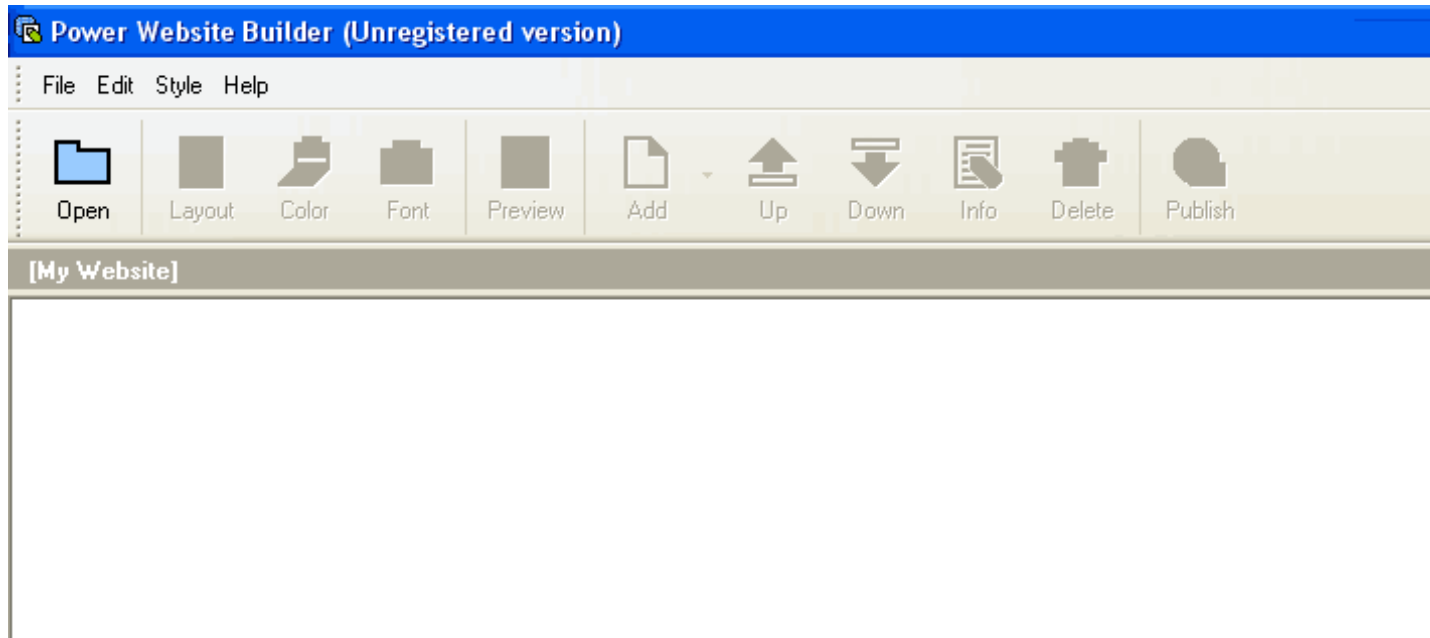 Power Website Builder (Unregistered version)
File Edit Style Help
Open Layout Color Font Preview Add Up Down Info Delete Publish
[My Website]